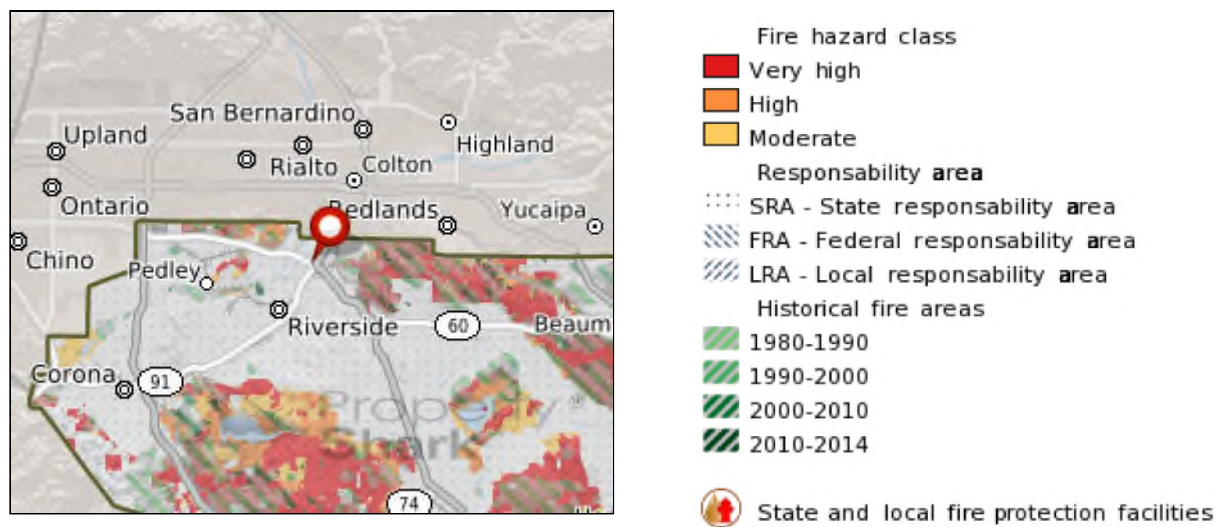 San Bernardino
Highland
Upland
Rialto
Colton
Ontario
Redlands
Yucaipa
Chino
Pedley
Riverside
60
Beaum
Corona
91
Property
Shark
®
74
Fire hazard class
Very high
High
Moderate
Responsability area
SRA - State responsability area
FRA - Federal responsability area
LRA - Local responsability area
Historical fire areas
1980-1990
1990-2000
2000-2010
2010-2014
State and local fire protection facilities